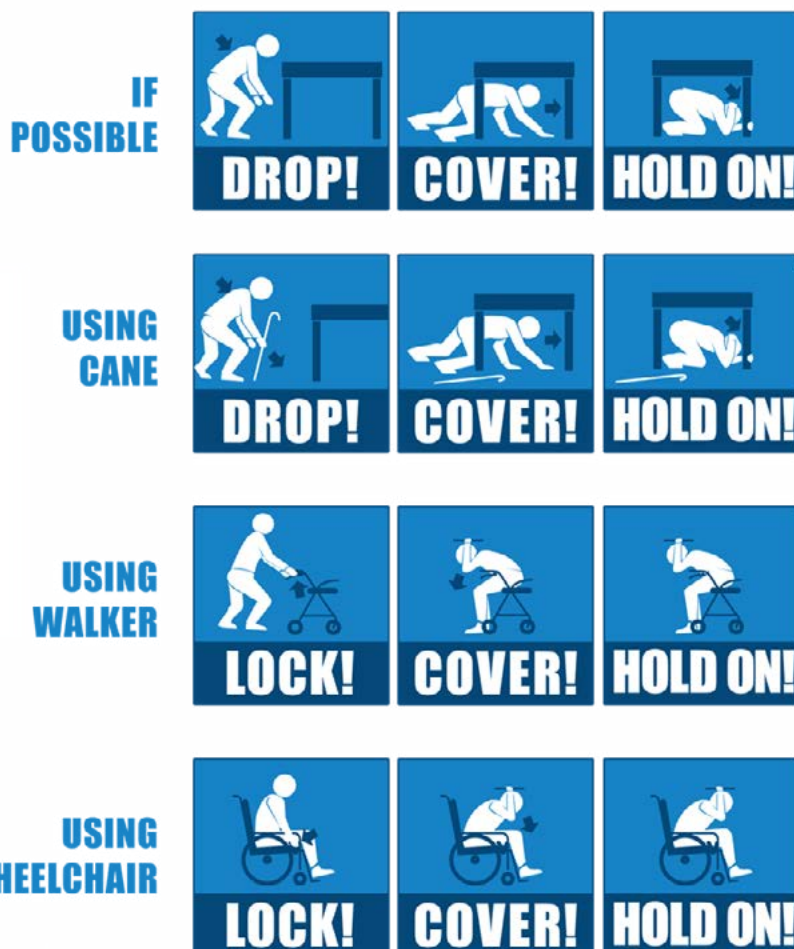 IF
POSSIBLE
DROP!
COVER!
HOLD ON!
USING
CANE
DROP!
COVER!
HOLD ON!
USING
WALKER
LOCK!
COVER!
HOLD ON!
USING
HEELCHAIR
LOCK!
COVER!
HOLD ON!